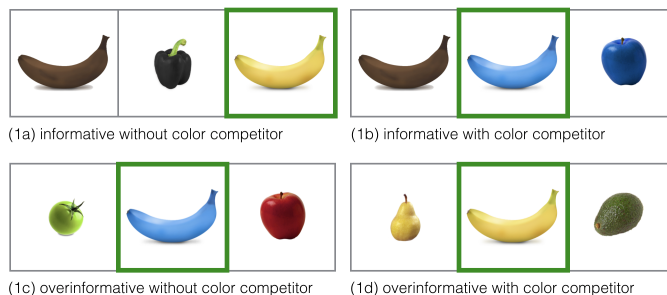 (1a) informative without color competitor
(1b) informative with color competitor
(1c) overinformative without color competitor
(1d) overinformative with color competitor